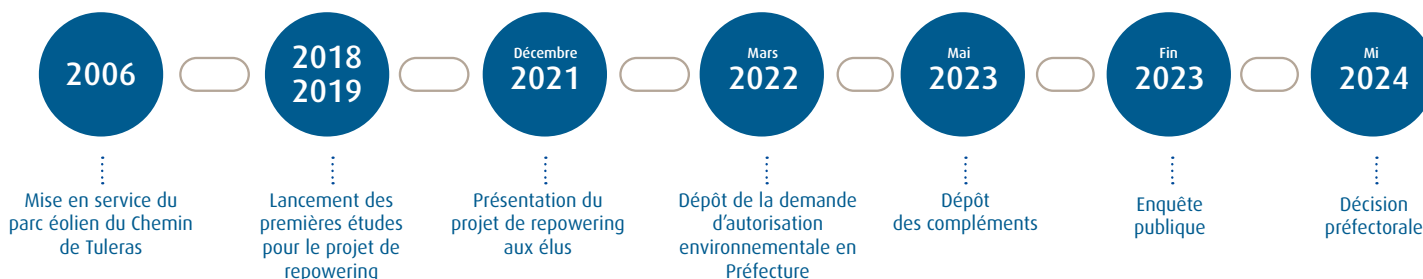 2006
Mise en service du
parc éolien du Chemin
de Tuleras
2018
2019
Lancement des
premières études
pour le projet de
repowering
Décembre
2021
Présentation du
projet de repowering
aux élus
Mars
2022
Dépôt de la demande
d'autorisation
environnementale en
Préfecture
Mai
2023
Dépôt
des compléments
Fin
2023
Enquête
publique
Mi
2024
Décision
préfectorale